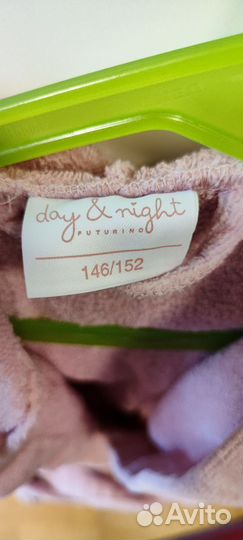 day & night
FUTURINO
146/152
Avito